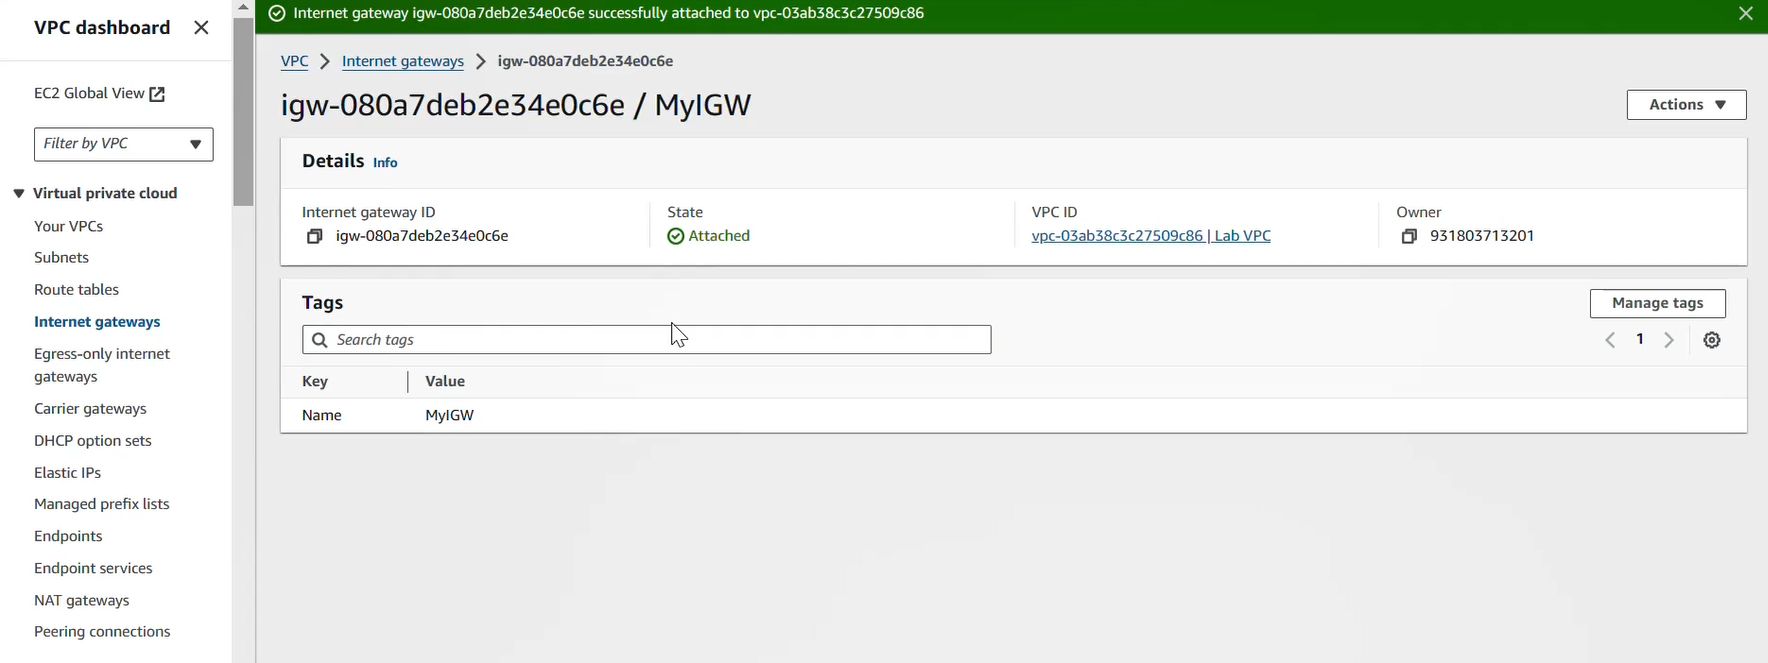 VPC dashboard
Internet gateway igw-080a7deb2e34e0c6e successfully attached to vpc-03ab38c3c27509c86
EC2 Global View
Filter by VPC
Virtual private cloud
Your VPCs
Subnets
Route tables
Internet gateways
Egress-only internet
gateways
Carrier gateways
DHCP option sets
Elastic IPs
Managed prefix lists
Endpoints
Endpoint services
NAT gateways
Peering connections
VPC > Internet gateways > igw-080a7deb2e34e0c6e
igw-080a7deb2e34e0c6e / MyIGW
Actions
Details Info
Internet gateway ID
igw-080a7deb2e34e0c6e
State
Attached
VPC ID
vpc-03ab38c3c27509c86 | Lab VPC
Owner
931803713201
Tags
Manage tags
Search tags
1
Key Value
Name MyIGW